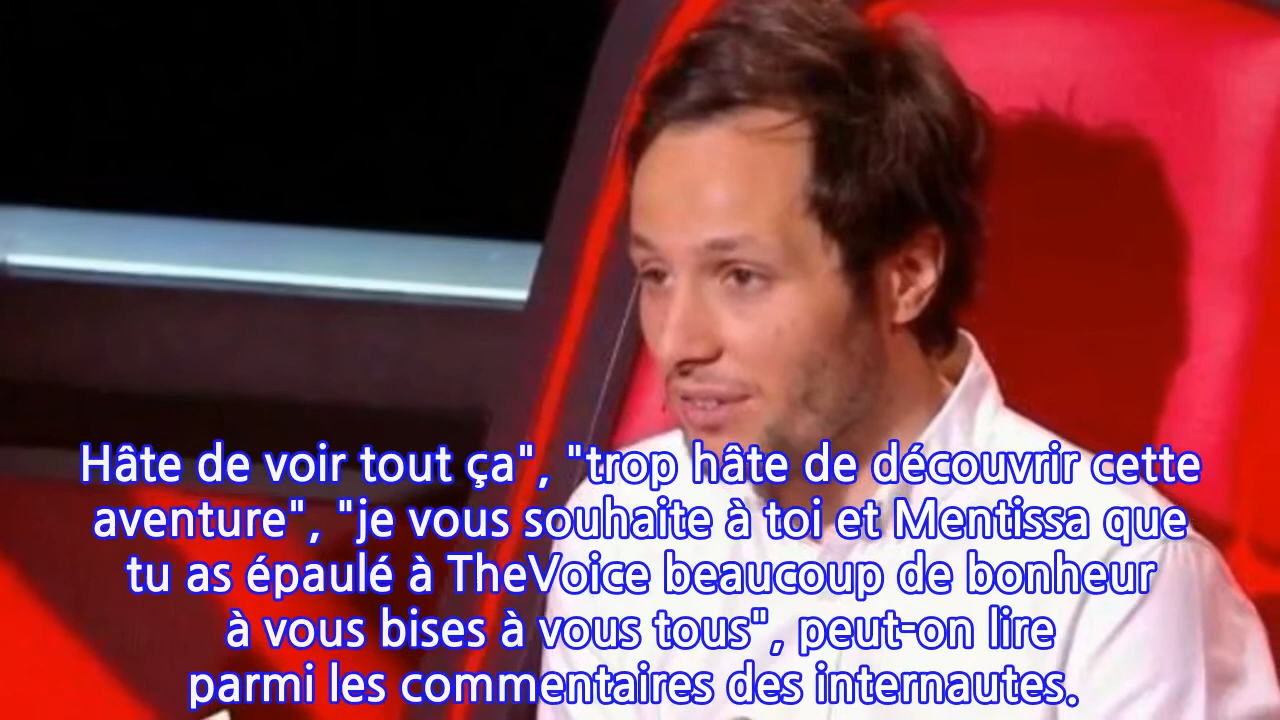 Hâte de voir tout ça", "trop hâte de découvrir cette
aventure", "je vous souhaite à toi et Mentissa que
tu as épaulé à TheVoice beaucoup de bonheur
à vous bises à vous tous", peut-on lire
parmi les commentaires des internautes.